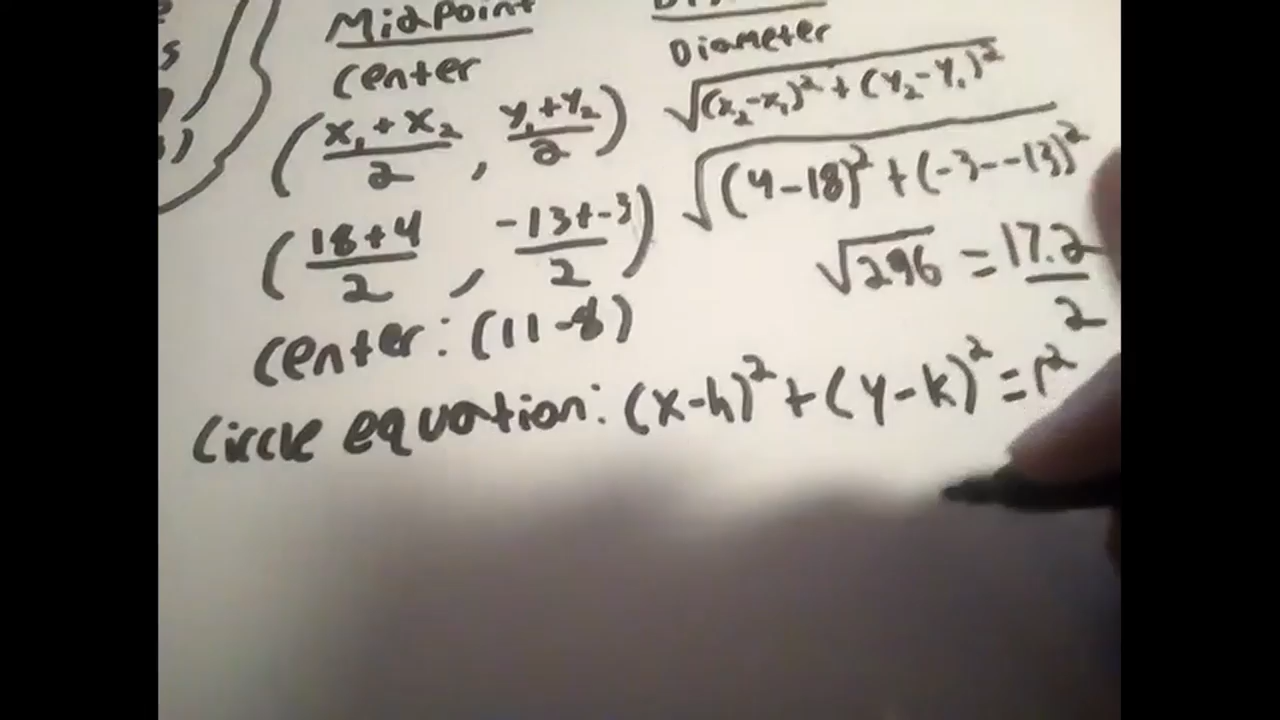 Midpoint
Center
Diameter
(x₁+x₂/2, y₁+y₂/2)
√(x₂-x₁)²+(y₂-y₁)²
(18+4/2, -13+-3/2)
√(4-18)²+(-3--13)²
√296 = 17.2/2
Center: (11-8)
Circle equation: (x-h)²+(y-k)²=r²